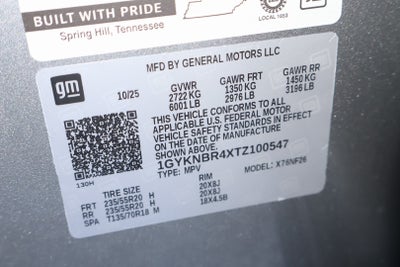 BUILT WITH PRIDE
Spring Hill, Tennessee
LOCAL 1853
MFD BY GENERAL MOTORS LLC
gm
10/25
GVWR GAWR FRT GAWR RR
2722 KG 1350 KG 1450 KG
6001 LB 2976 LB 3196 LB
THIS VEHICLE CONFORMS TO ALL
APPLICABLE U.S. FEDERAL MOTOR
VEHICLE SAFETY STANDARDS IN EFFECT
ON THE DATE OF MANUFACTURE
SHOWN ABOVE.
1GYKNBR4XTZ100547
TYPE: MPV MODEL: X76NF26
130H
TIRE SIZE RIM
FRT 235/55R20 H 20X8J
RR 235/55R20 H 20X8J
SPA T135/70R18 M 18X4.5B